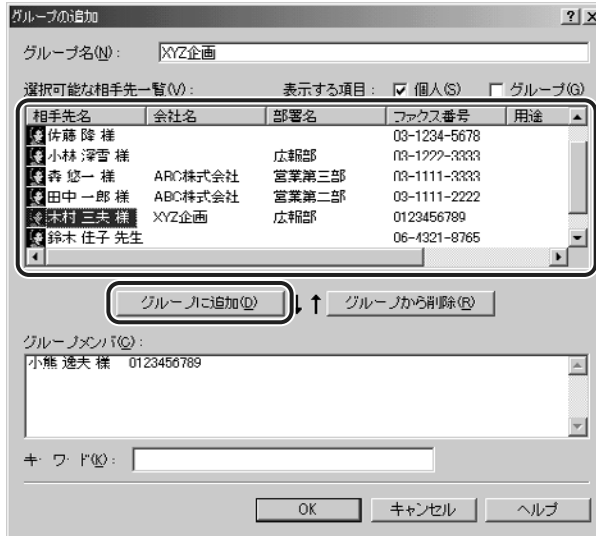 グループの追加
グループ名(N): XYZ企画
選択可能な相手先一覧(V): 表示する項目: 個人(S) グループ(G)
相手先名 会社名 部署名 ファクス番号 用途
佐藤 隆 様 03-1234-5678
小林 深雪 様 広報部 03-1222-3333
森 悠一 様 ABC株式会社 営業第三部 03-1111-3333
田中 一郎 様 ABC株式会社 営業第二部 03-1111-2222
木村 三夫 様 XYZ企画 広報部 0123456789
鈴木 佳子 先生 06-4321-8765
グループに追加(D) ↓↑ グループから削除(R)
グループメンバ(C):
小熊 逸夫 様 0123456789
キーワード(K):
OK キャンセル ヘルプ